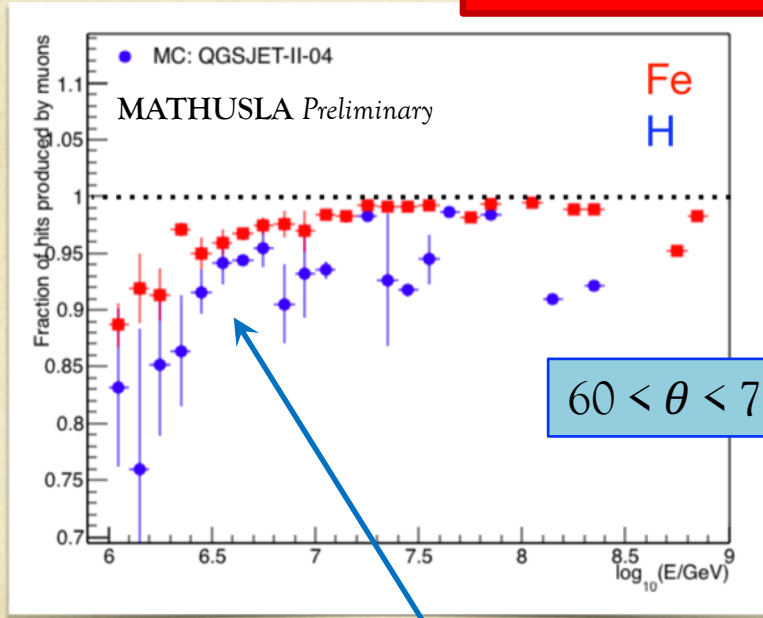 MC: QGSJET-II-04
MATHUSLA Preliminary
Fe
H
Fraction of hits produced by muons
1.1
1.05
1
0.95
0.9
0.85
0.8
0.75
0.7
60 < θ < 7
6
6.5
7
7.5
8
8.5
9
log10(E/GeV)